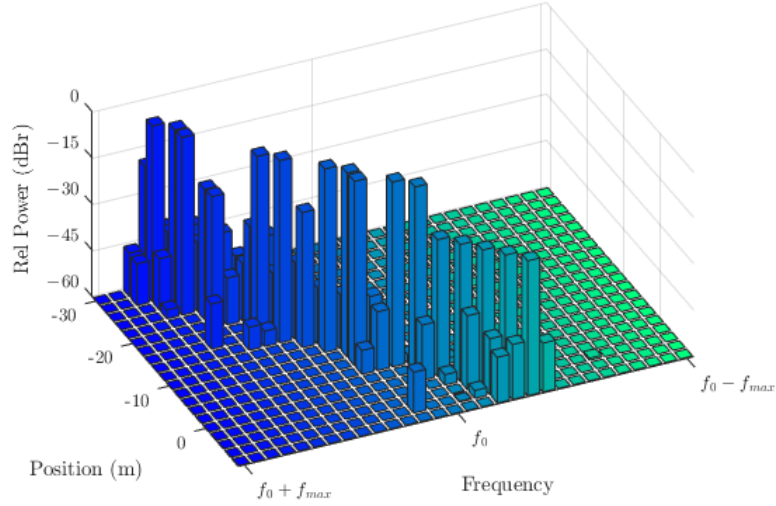 Rel Power (dBr)
0
−15
−30
−45
−60
-30
-20
-10
0
Position (m)
f₀ + fₘₐₓ
f₀
f₀ − fₘₐₓ
Frequency